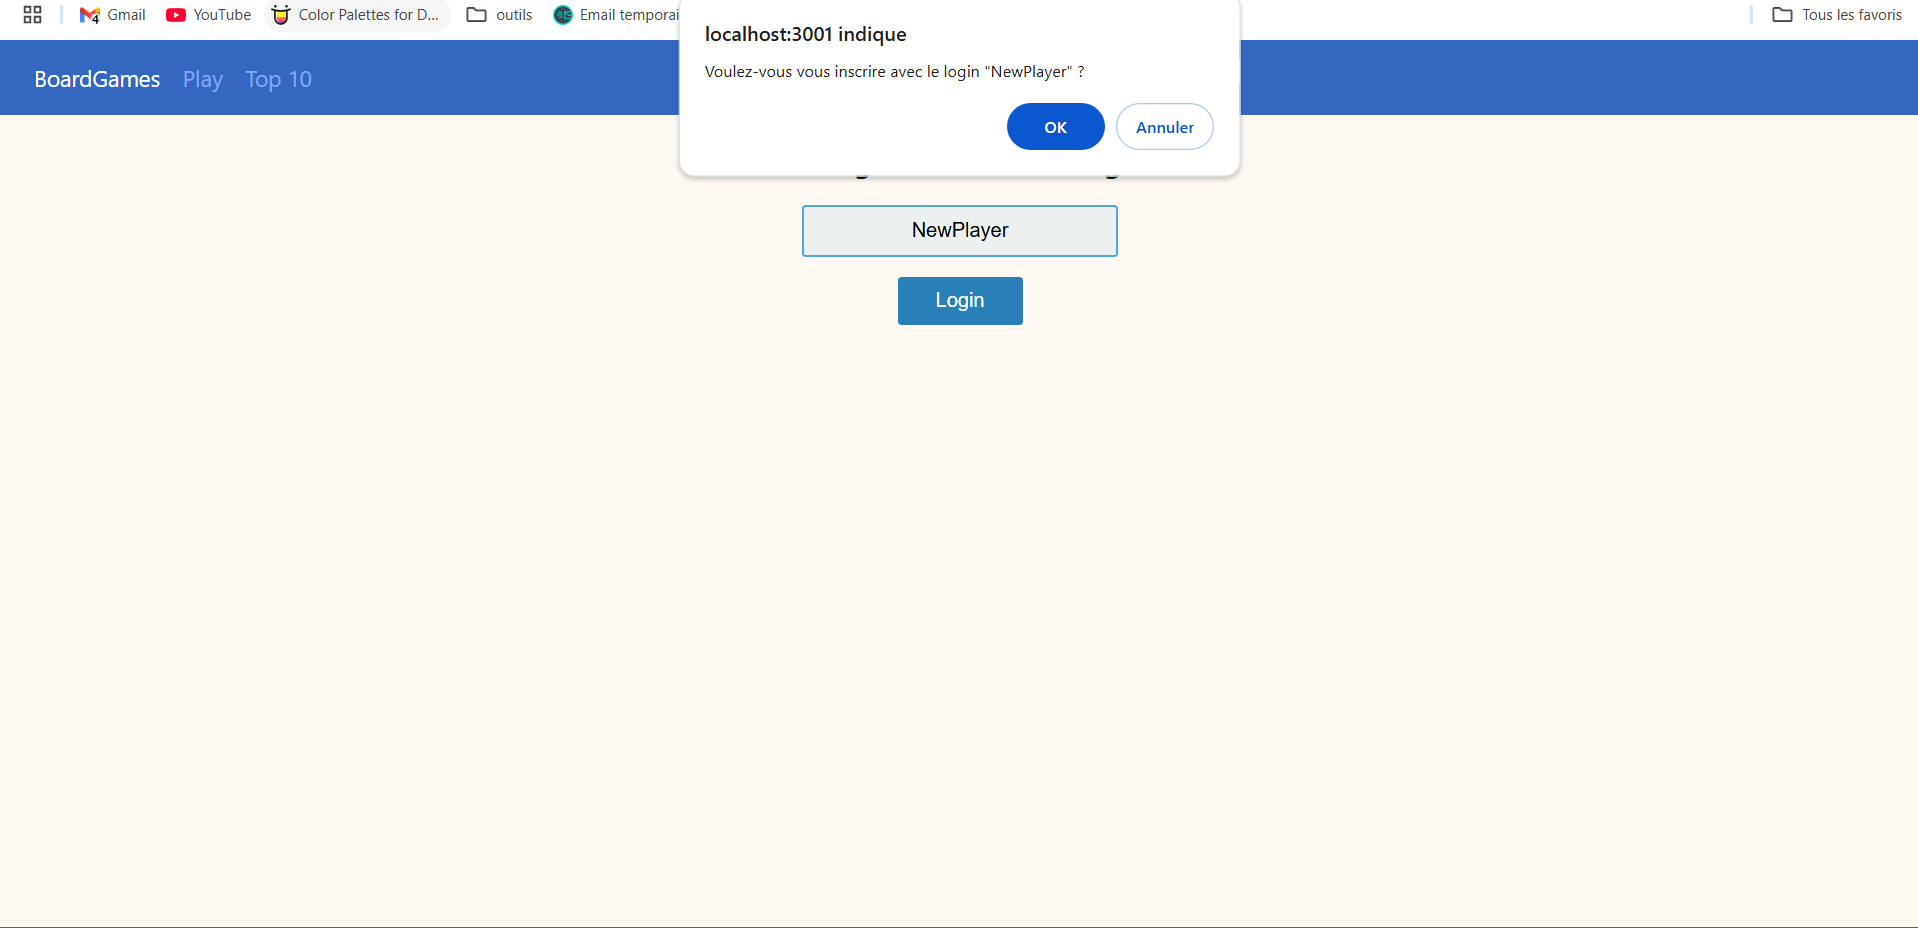 Gmail YouTube Color Palettes for D... outils Email temporai Tous les favoris
localhost:3001 indique
Voulez-vous vous inscrire avec le login "NewPlayer" ?
OK Annuler
BoardGames Play Top 10
NewPlayer
Login